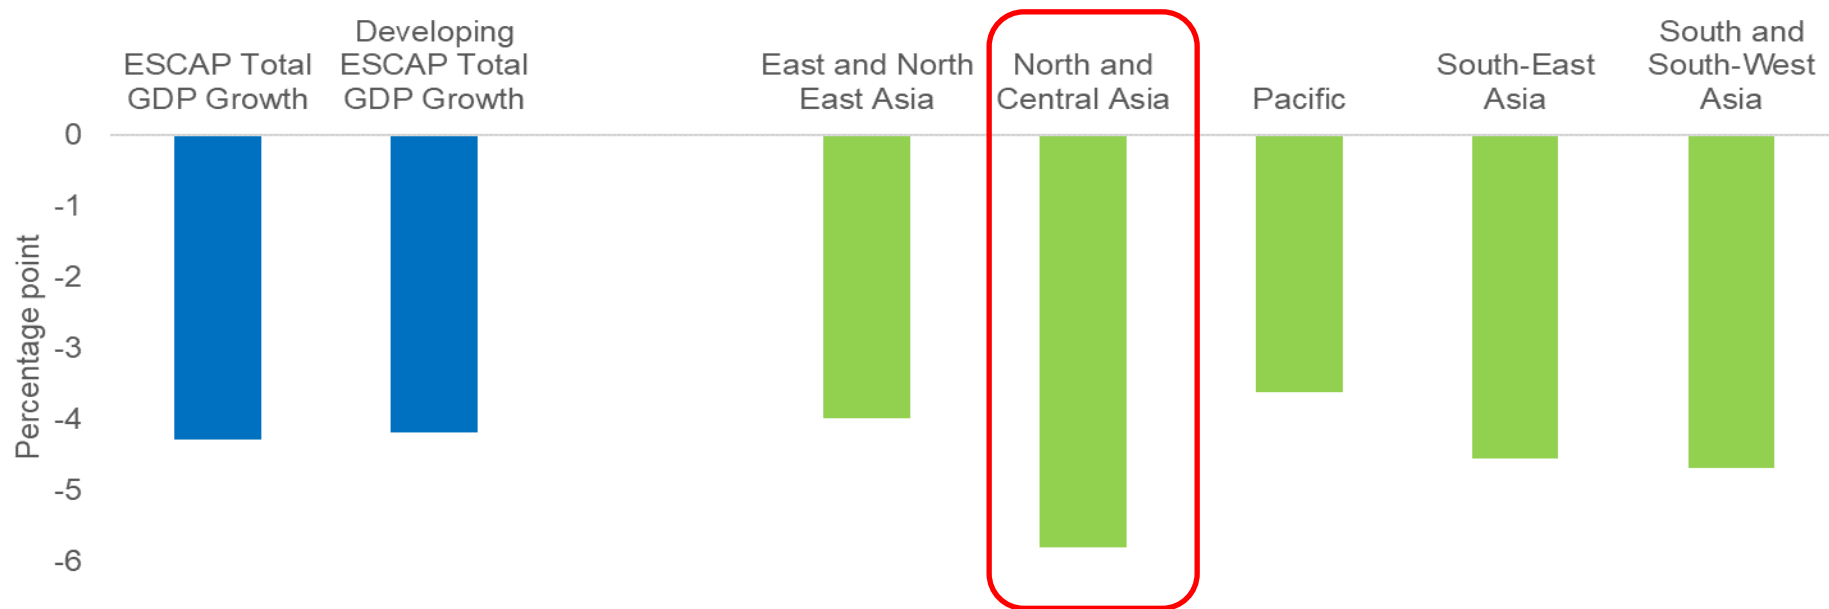 ESCAP Total
GDP Growth
Developing
ESCAP Total
GDP Growth
East and North
East Asia
North and
Central Asia
Pacific
South-East
Asia
South and
South-West
Asia
Percentage point
0
-1
-2
-3
-4
-5
-6